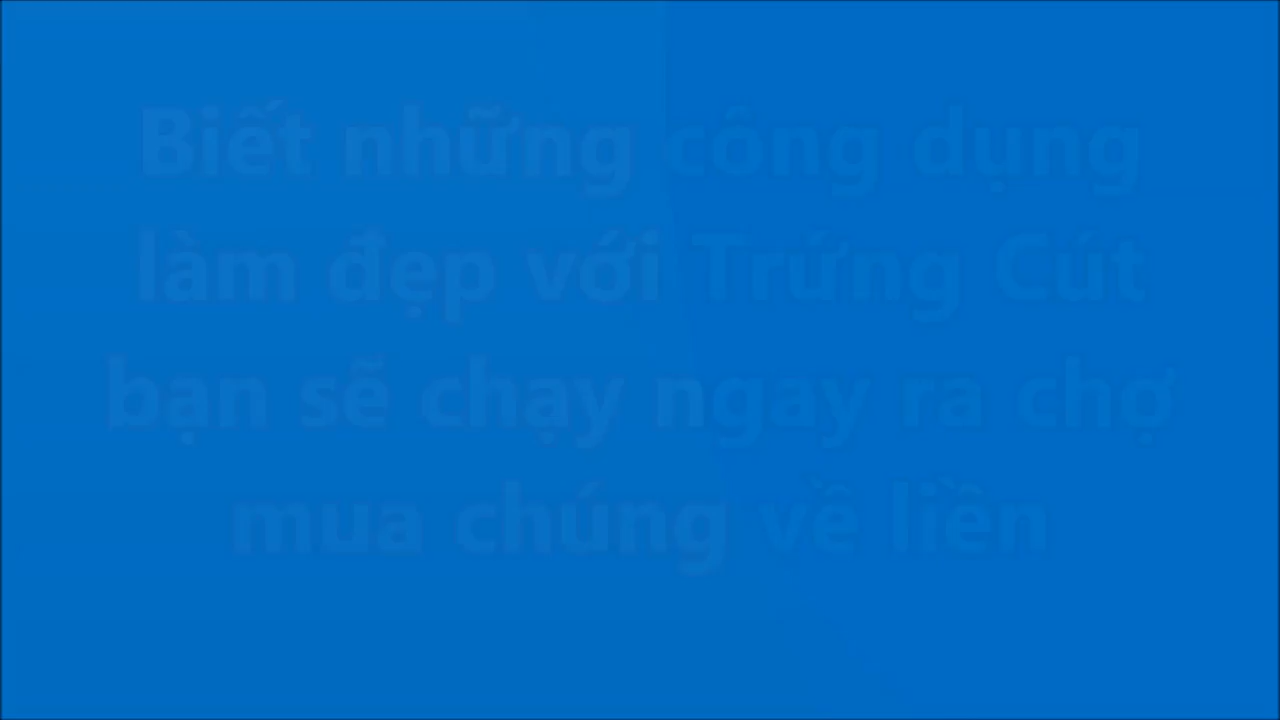 Biết những công dụng
làm đẹp với Trứng Cút
bạn sẽ chạy ngay ra chợ
mua chúng về liền